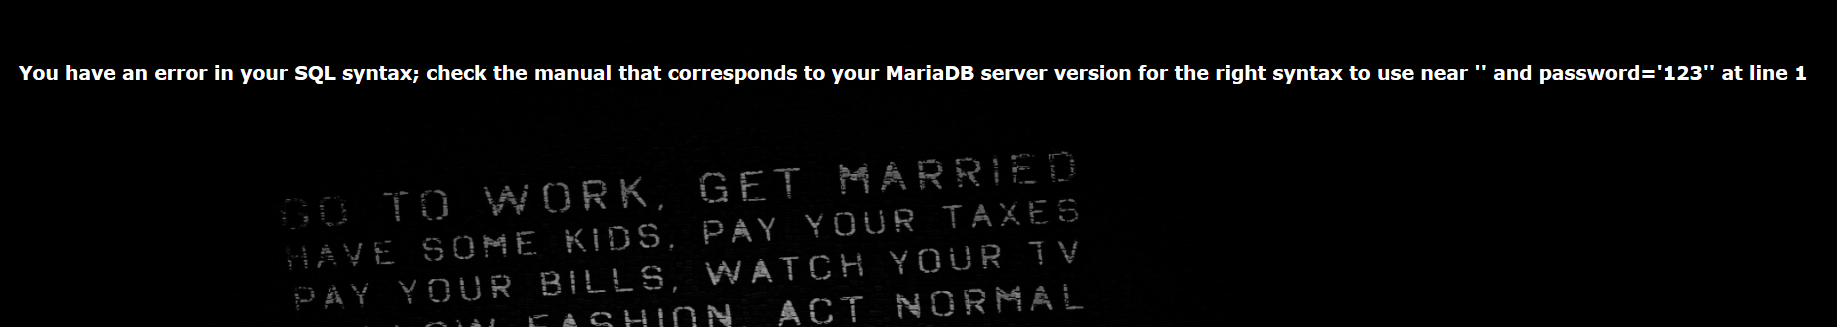 You have an error in your SQL syntax; check the manual that corresponds to your MariaDB server version for the right syntax to use near '' and password='123'' at line 1
GO TO WORK, GET MARRIED
HAVE SOME KIDS, PAY YOUR TAXES
PAY YOUR BILLS, WATCH YOUR TV
FASHION, ACT NORMAL